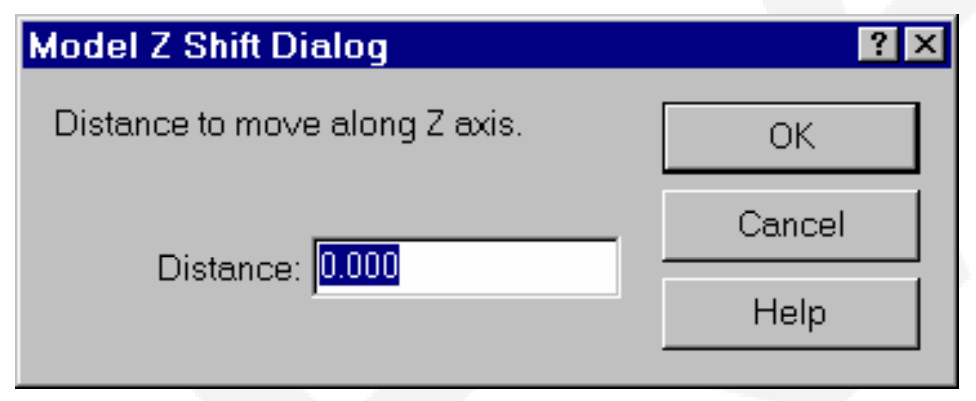 Model Z Shift Dialog
Distance to move along Z axis.
OK
Cancel
Distance: 0.000
Help